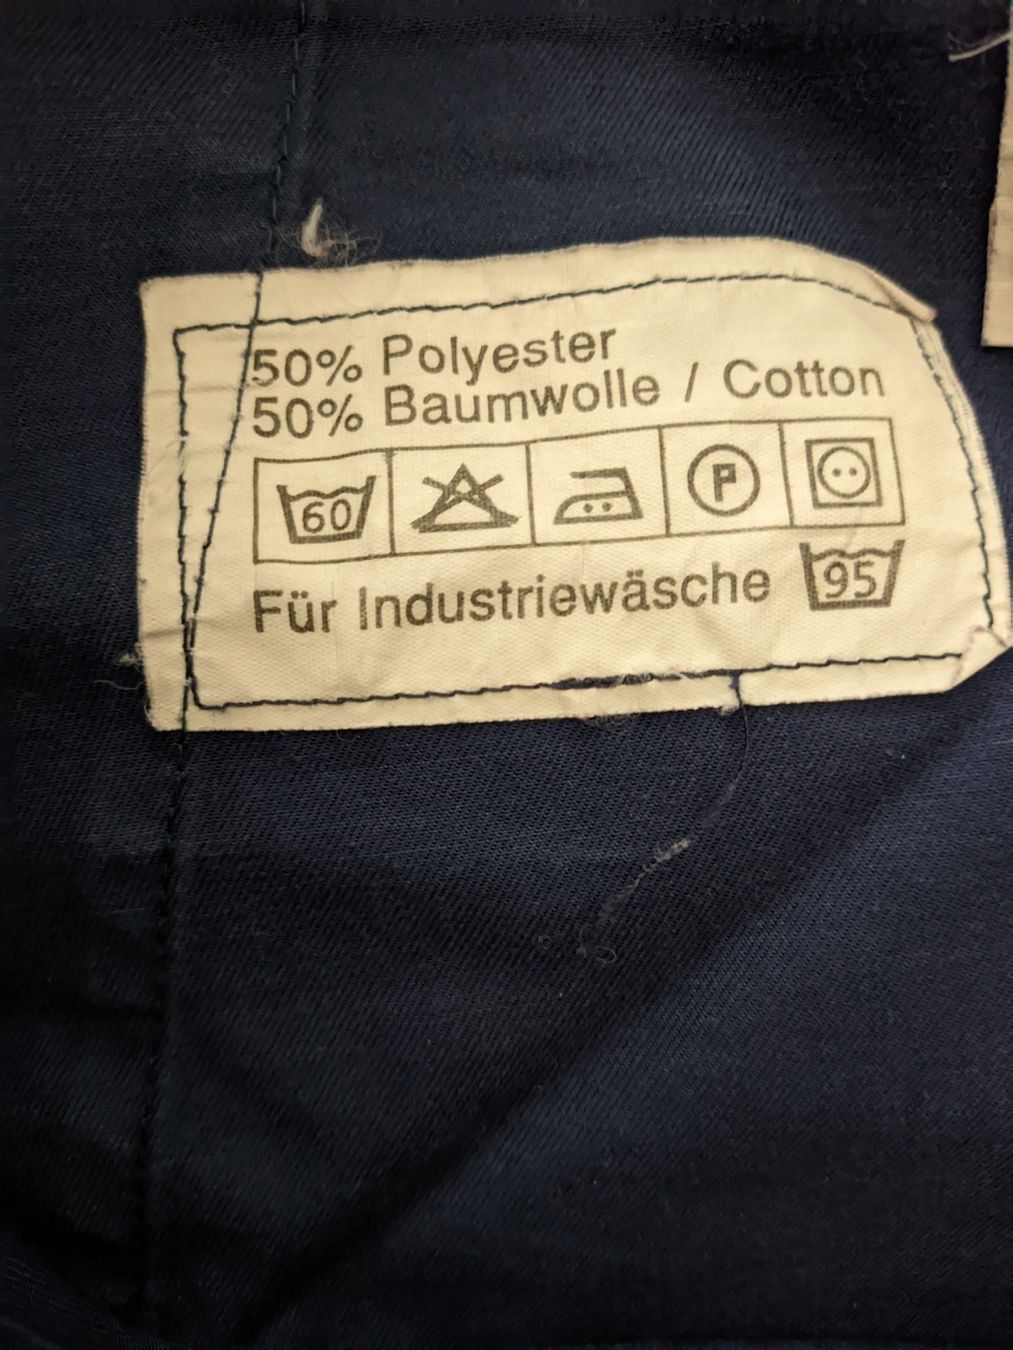 50% Polyester
50% Baumwolle / Cotton
60 P
Für Industriewäsche 95